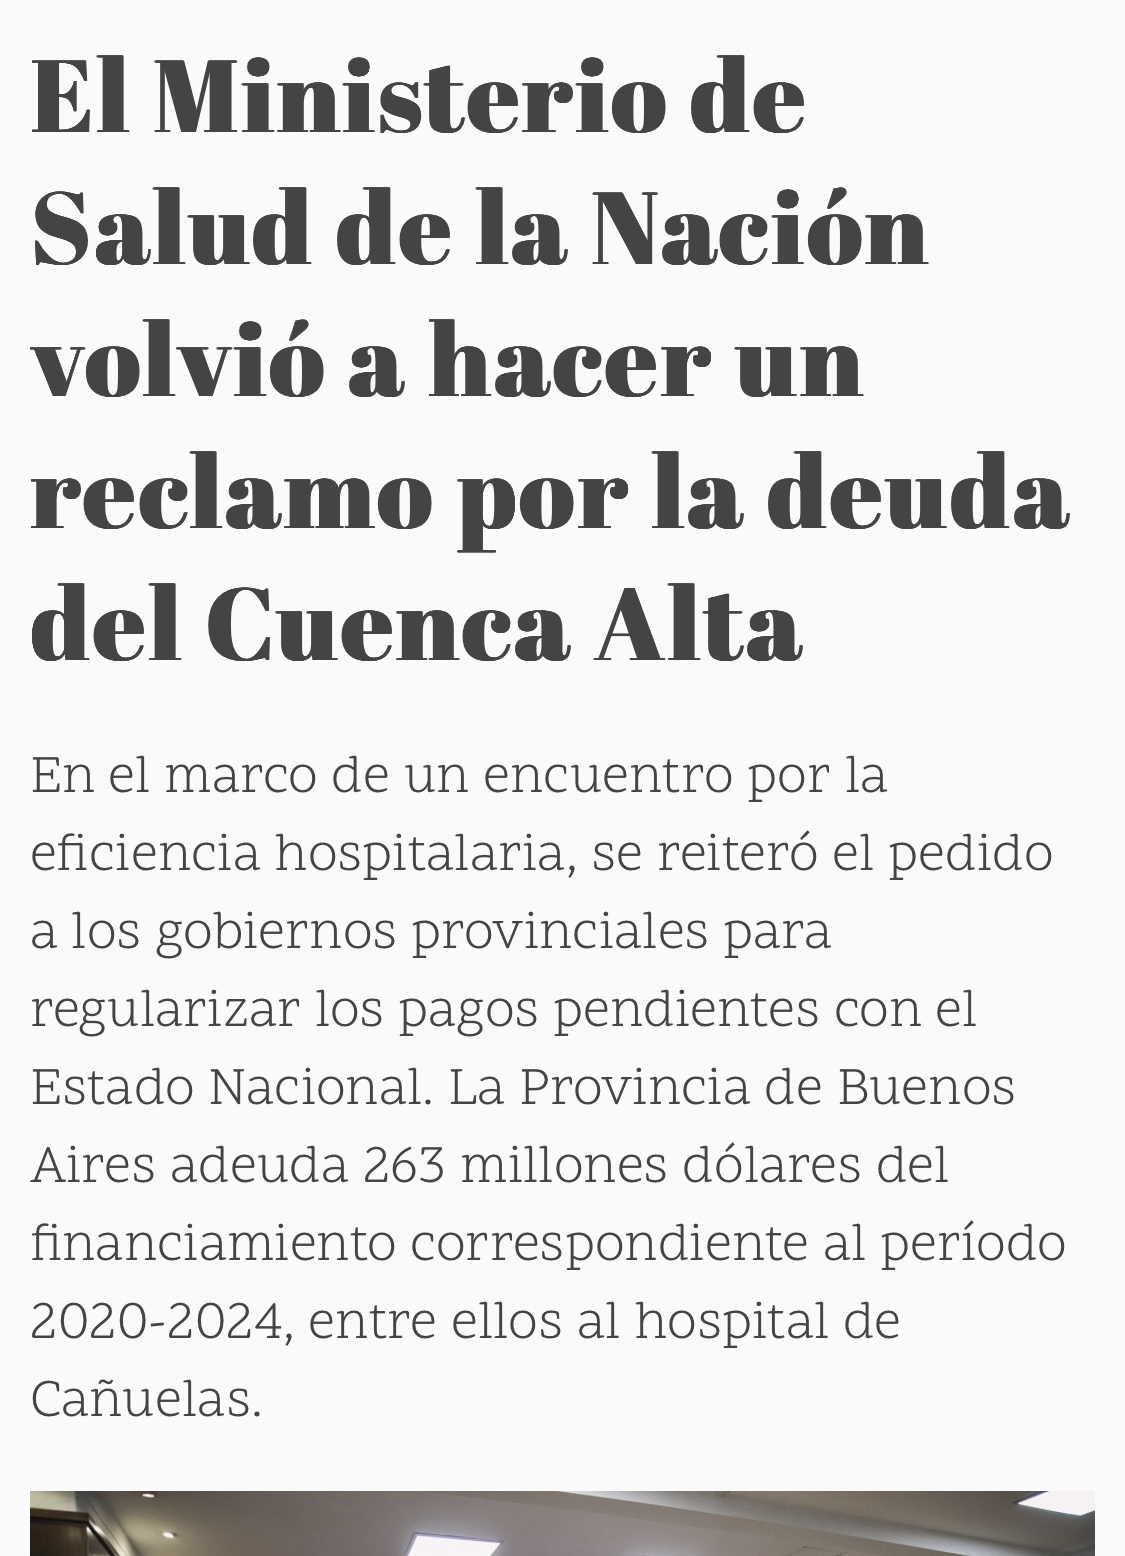 El Ministerio de
Salud de la Nación
volvió a hacer un
reclamo por la deuda
del Cuenca Alta
En el marco de un encuentro por la
eficiencia hospitalaria, se reiteró el pedido
a los gobiernos provinciales para
regularizar los pagos pendientes con el
Estado Nacional. La Provincia de Buenos
Aires adeuda 263 millones dólares del
financiamiento correspondiente al período
2020-2024, entre ellos al hospital de
Cañuelas.